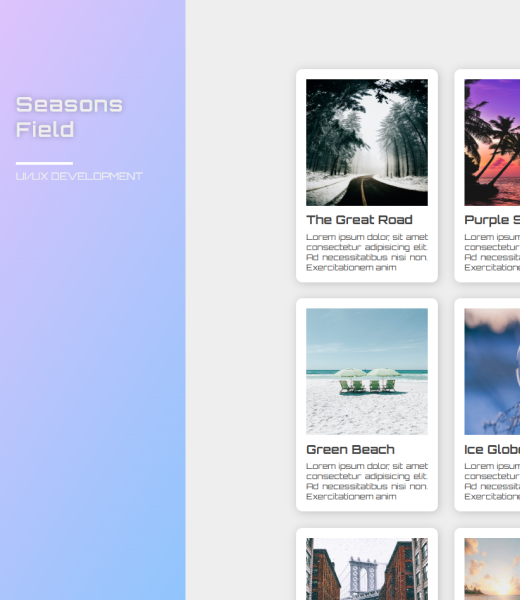 Seasons
Field
UI/UX DEVELOPMENT
The Great Road
Lorem ipsum dolor, sit amet
consectetur adipisicing elit.
Ad necessitatibus nisi non.
Exercitationem anim
Purple S
Lorem ipsum
consectetur
Ad necessita
Exercitatione
Green Beach
Lorem ipsum dolor, sit amet
consectetur adipisicing elit.
Ad necessitatibus nisi non.
Exercitationem anim
Ice Globe
Lorem ipsum
consectetur
Ad necessita
Exercitatione